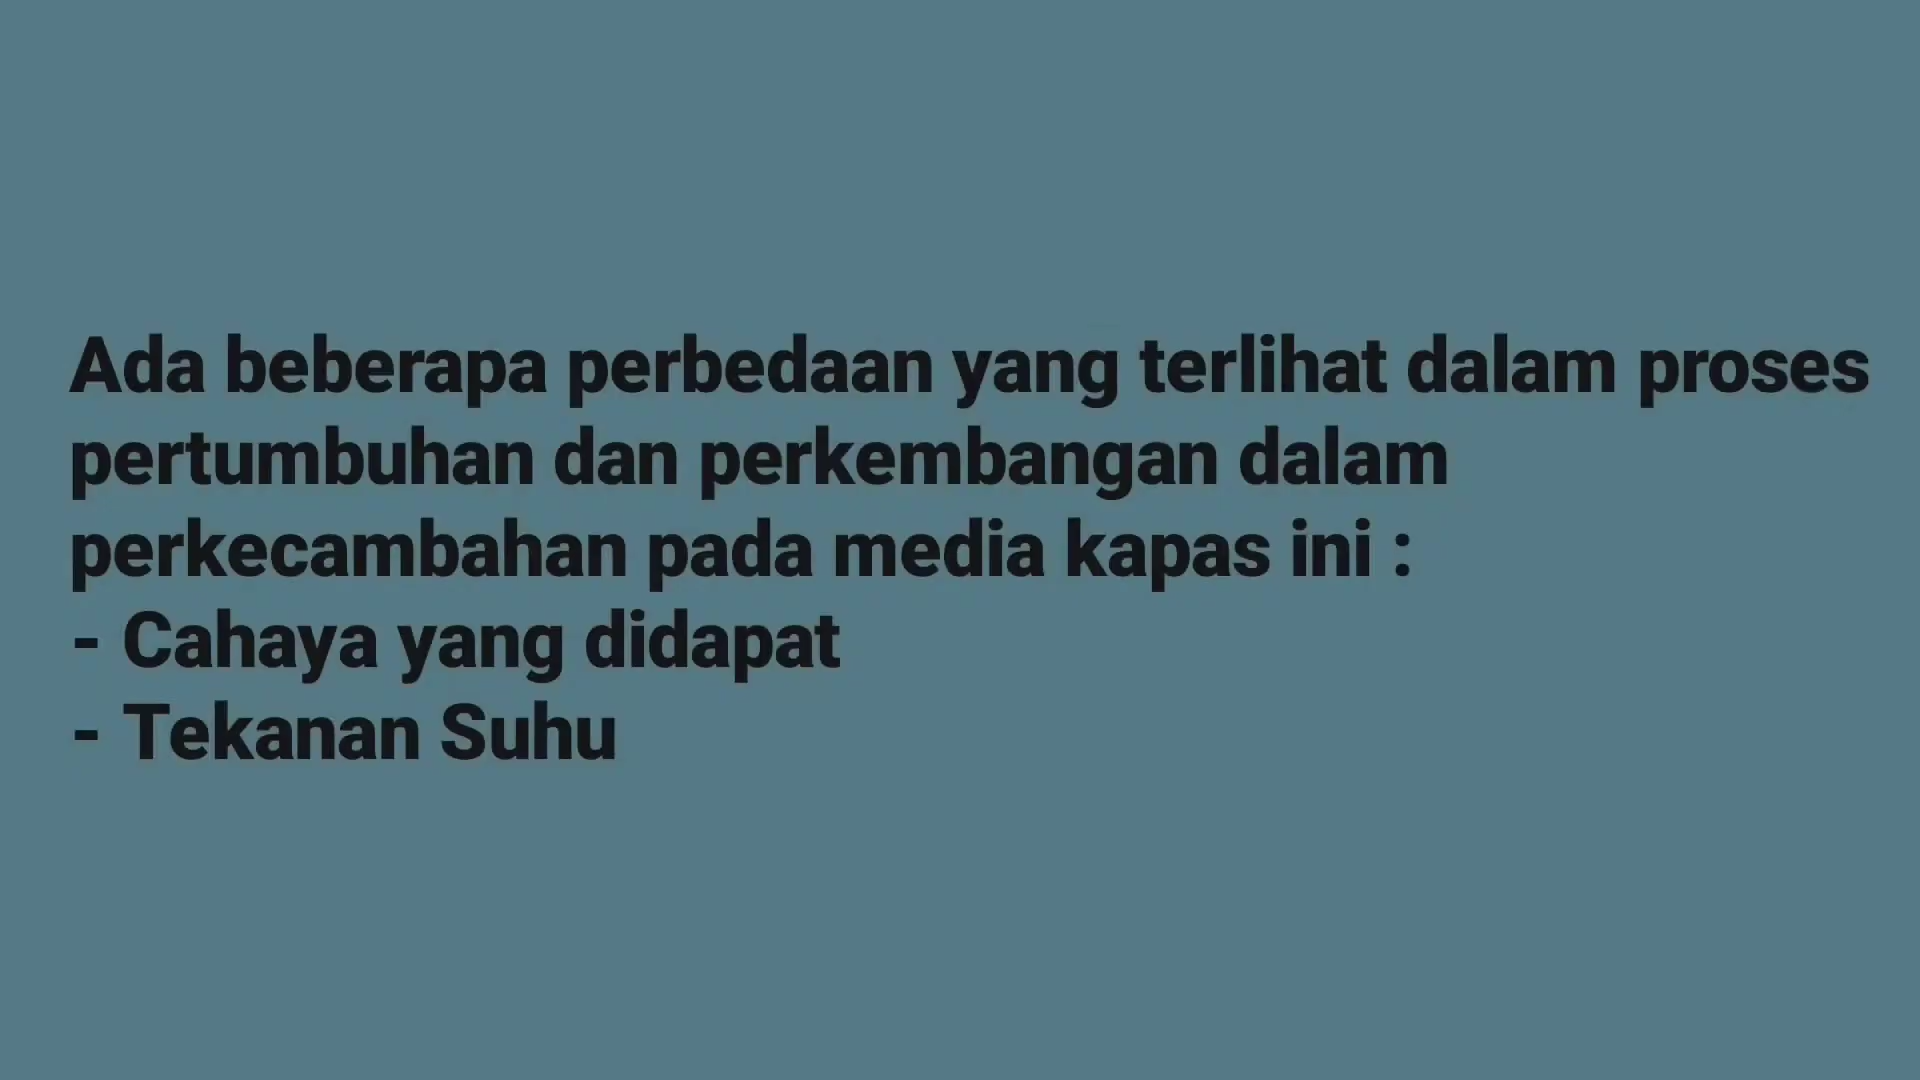 Ada beberapa perbedaan yang terlihat dalam proses
pertumbuhan dan perkembangan dalam
perkecambahan pada media kapas ini :
- Cahaya yang didapat
- Tekanan Suhu